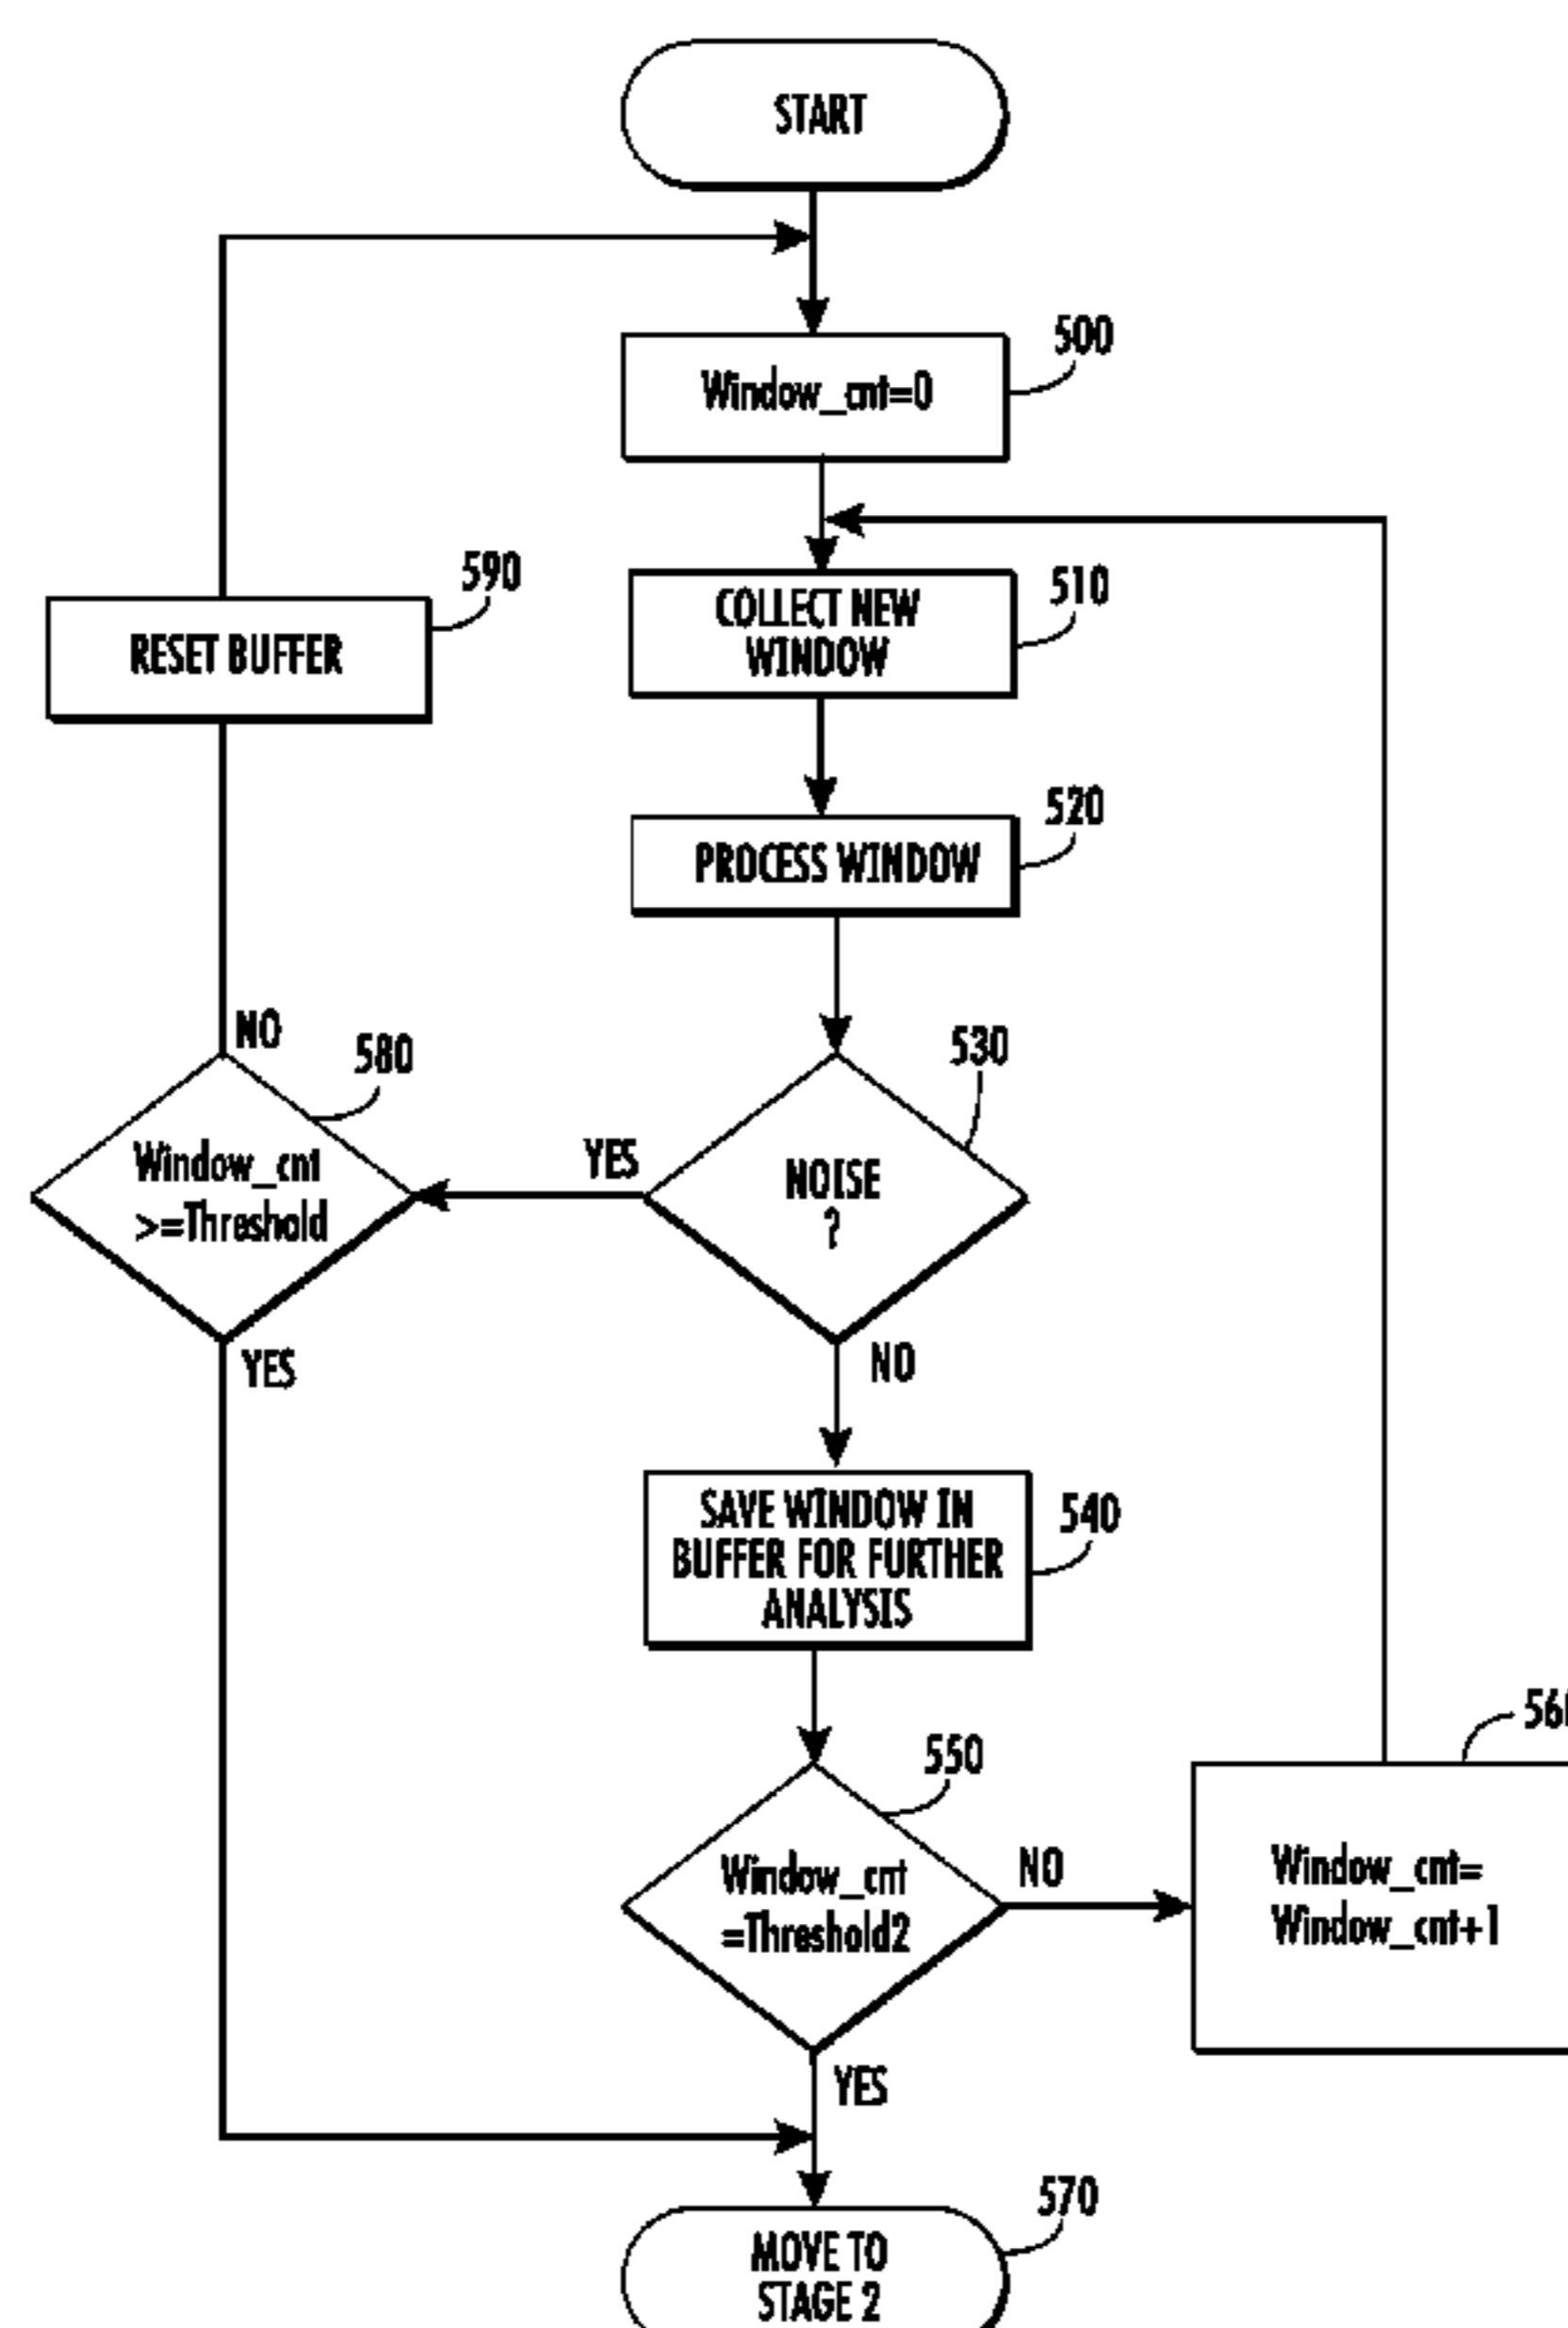 START
500
Window_cnt=0
590
510
COLLECT NEW
WINDOW
RESET BUFFER
520
PROCESS WINDOW
NO
580
530
Window_cnt
>=Threshold
YES
NOISE
?
YES
NO
SAVE WINDOW IN
BUFFER FOR FURTHER
ANALYSIS
540
550
Window_cnt
=Threshold2
NO
Window_cnt=
Window_cnt+1
YES
570
MOVE TO
STAGE 2